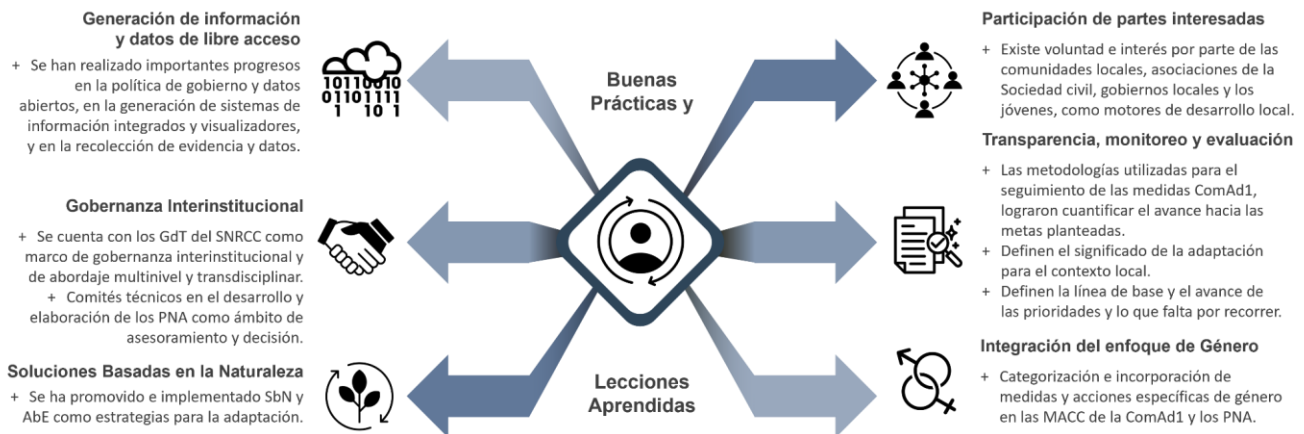 Generación de información
y datos de libre acceso
+ Se han realizado importantes progresos
en la política de gobierno y datos
abiertos, en la generación de sistemas de
información integrados y visualizadores,
y en la recolección de evidencia y datos.
10110010
01101111
1 10 1
Gobernanza Interinstitucional
+ Se cuenta con los GdT del SNRCC como
marco de gobernanza interinstitucional y
de abordaje multinivel y transdisciplinar.
+ Comités técnicos en el desarrollo y
elaboración de los PNA como ámbito de
asesoramiento y decisión.
Soluciones Basadas en la Naturaleza
+ Se ha promovido e implementado SbN y
AbE como estrategias para la adaptación.
Buenas
Prácticas y
Lecciones
Aprendidas
Participación de partes interesadas
+ Existe voluntad e interés por parte de las
comunidades locales, asociaciones de la
Sociedad civil, gobiernos locales y los
jóvenes, como motores de desarrollo local.
Transparencia, monitoreo y evaluación
+ Las metodologías utilizadas para el
seguimiento de las medidas ComAd1,
lograron cuantificar el avance hacia las
metas planteadas.
+ Definen el significado de la adaptación
para el contexto local.
+ Definen la línea de base y el avance de
las prioridades y lo que falta por recorrer.
Integración del enfoque de Género
+ Categorización e incorporación de
medidas y acciones específicas de género
en las MACC de la ComAd1 y los PNA.